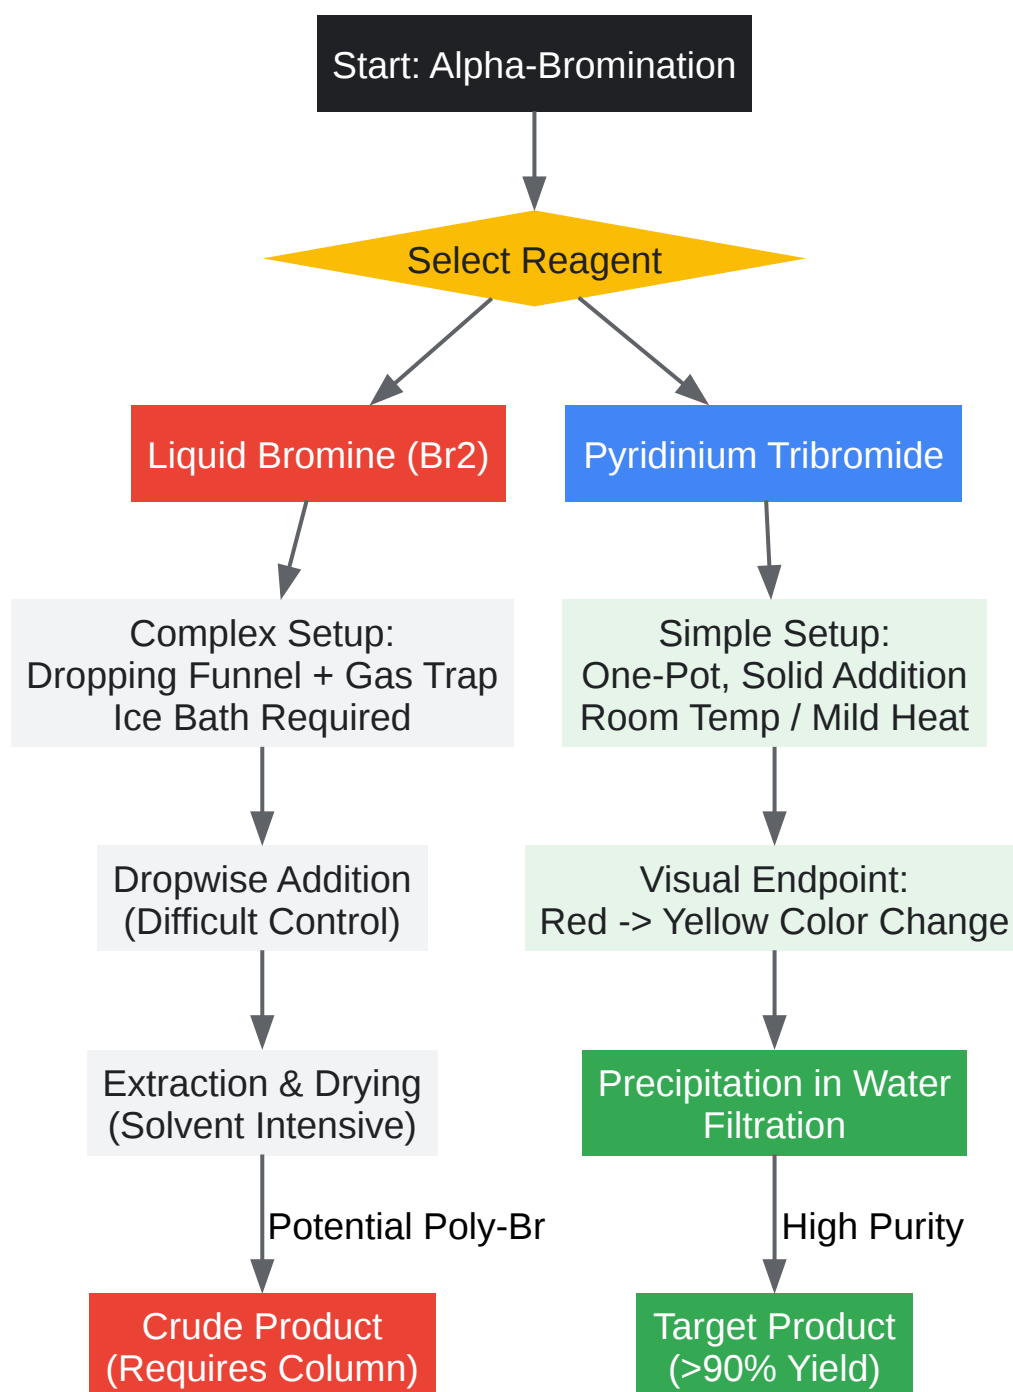 Start: Alpha-Bromination
Select Reagent
Liquid Bromine (Br2)
Pyridinium Tribromide
Complex Setup:
Dropping Funnel + Gas Trap
Ice Bath Required
Simple Setup:
One-Pot, Solid Addition
Room Temp / Mild Heat
Dropwise Addition
(Difficult Control)
Visual Endpoint:
Red -> Yellow Color Change
Extraction & Drying
(Solvent Intensive)
Precipitation in Water
Filtration
Potential Poly-Br
High Purity
Crude Product
(Requires Column)
Target Product
(>90% Yield)